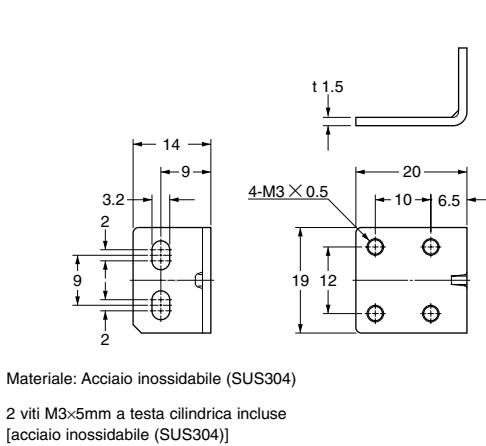 t 1.5
14
9
3.2
2
9
2
20
4-M3×0.5
10
6.5
19
12
Materiale: Acciaio inossidabile (SUS304)
2 viti M3×5mm a testa cilindrica incluse
[acciaio inossidabile (SUS304)]